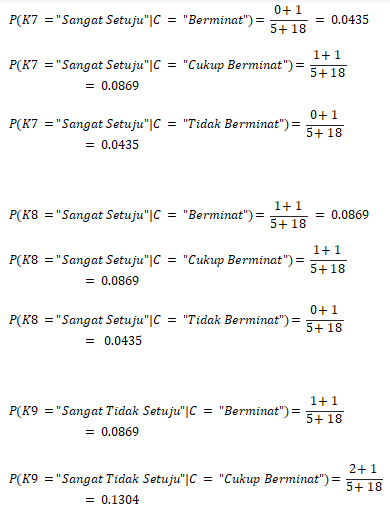 P(K7 = "Sangat Setuju"|C = "Berminat") = (0 + 1)/(5 + 18) = 0.0435
P(K7 = "Sangat Setuju"|C = "Cukup Berminat") = (1 + 1)/(5 + 18)
= 0.0869
P(K7 = "Sangat Setuju"|C = "Tidak Berminat") = (0 + 1)/(5 + 18)
= 0.0435
P(K8 = "Sangat Setuju"|C = "Berminat") = (1 + 1)/(5 + 18) = 0.0869
P(K8 = "Sangat Setuju"|C = "Cukup Berminat") = (1 + 1)/(5 + 18)
= 0.0869
P(K8 = "Sangat Setuju"|C = "Tidak Berminat") = (0 + 1)/(5 + 18)
= 0.0435
P(K9 = "Sangat Tidak Setuju"|C = "Berminat") = (1 + 1)/(5 + 18)
= 0.0869
P(K9 = "Sangat Tidak Setuju"|C = "Cukup Berminat") = (2 + 1)/(5 + 18)
= 0.1304